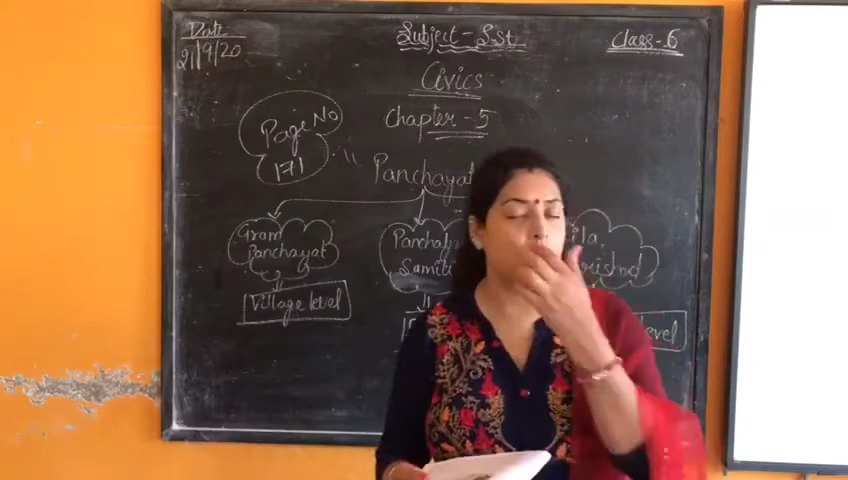 Date
21/9/20
Subject - S.st
Class - 6
Civics
Chapter - 5
Page No
171
Panchayat
Gram
Panchayat
Village level
Samiti
level